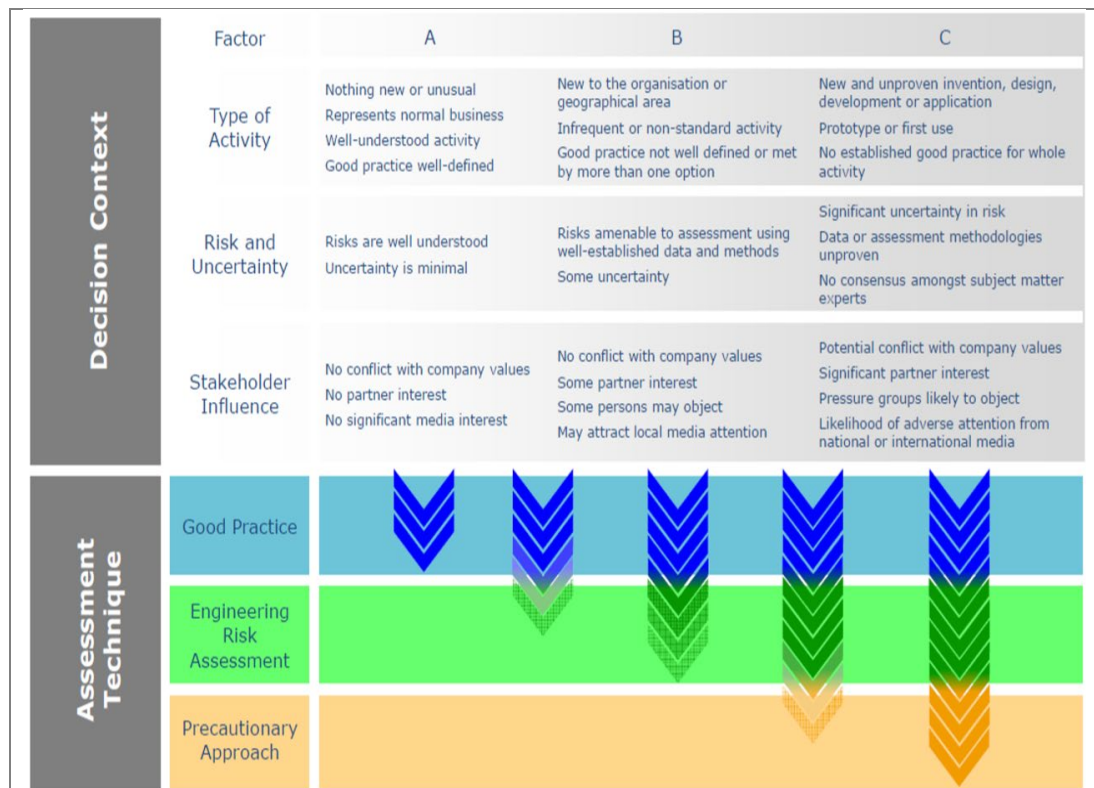 Decision Context
Factor
A
B
C
Type of
Activity
Nothing new or unusual
Represents normal business
Well-understood activity
Good practice well-defined
New to the organisation or
geographical area
Infrequent or non-standard activity
Good practice not well defined or met
by more than one option
New and unproven invention, design,
development or application
Prototype or first use
No established good practice for whole
activity
Risk and
Uncertainty
Risks are well understood
Uncertainty is minimal
Risks amenable to assessment using
well-established data and methods
Some uncertainty
Significant uncertainty in risk
Data or assessment methodologies
unproven
No consensus amongst subject matter
experts
Stakeholder
Influence
No conflict with company values
No partner interest
No significant media interest
No conflict with company values
Some partner interest
Some persons may object
May attract local media attention
Potential conflict with company values
Significant partner interest
Pressure groups likely to object
Likelihood of adverse attention from
national or international media
Assessment
Technique
Good Practice
Engineering
Risk
Assessment
Precautionary
Approach